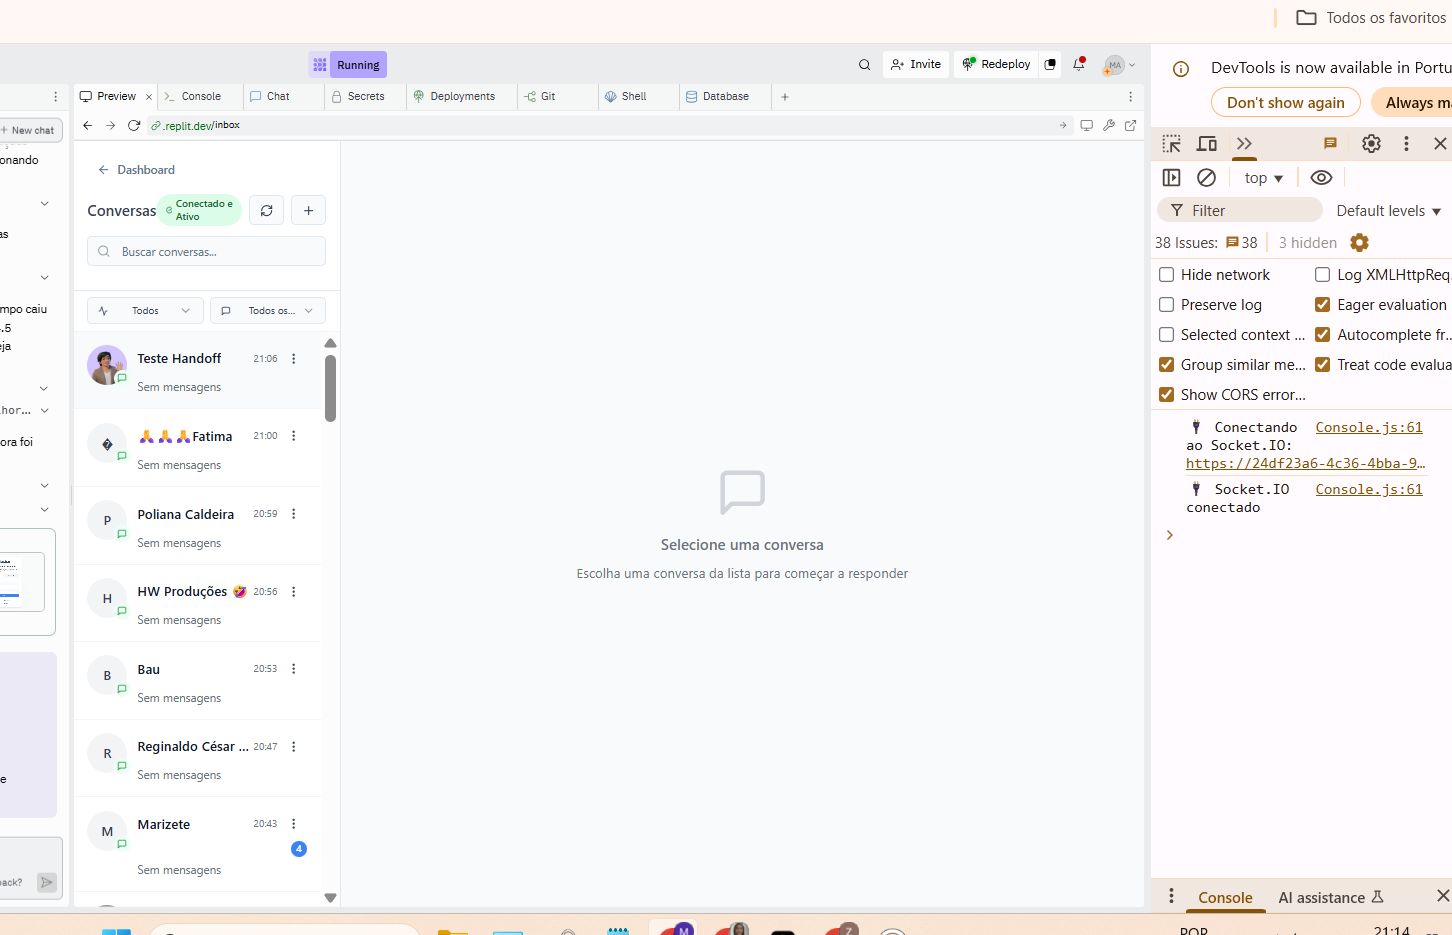 Todos os favoritos
Running
Invite
Redeploy
MA
Preview
Console
Chat
Secrets
Deployments
Git
Shell
Database
New chat
.replit.dev/inbox
onando
as
mpo caiu
.5
eja
hor...
ora foi
e
back?
Dashboard
Conversas
Conectado e
Ativo
Buscar conversas...
Todos
Todos os...
Teste Handoff
21:06
Sem mensagens
🙏🙏🙏Fatima
21:00
Sem mensagens
P
Poliana Caldeira
20:59
Sem mensagens
H
HW Produções 🤣
20:56
Sem mensagens
B
Bau
20:53
Sem mensagens
R
Reginaldo César ...
20:47
Sem mensagens
M
Marizete
20:43
4
Sem mensagens
Selecione uma conversa
Escolha uma conversa da lista para começar a responder
DevTools is now available in Portu
Don't show again
Always ma
top
Filter
Default levels
38 Issues:
38
3 hidden
Hide network
Log XMLHttpReq
Preserve log
Eager evaluation
Selected context ...
Autocomplete fr...
Group similar me...
Treat code evalua
Show CORS error...
Conectando
Console.js:61
ao Socket.IO:
https://24df23a6-4c36-4bba-9…
Socket.IO
Console.js:61
conectado
Console
AI assistance
M
Z
POR
21:14